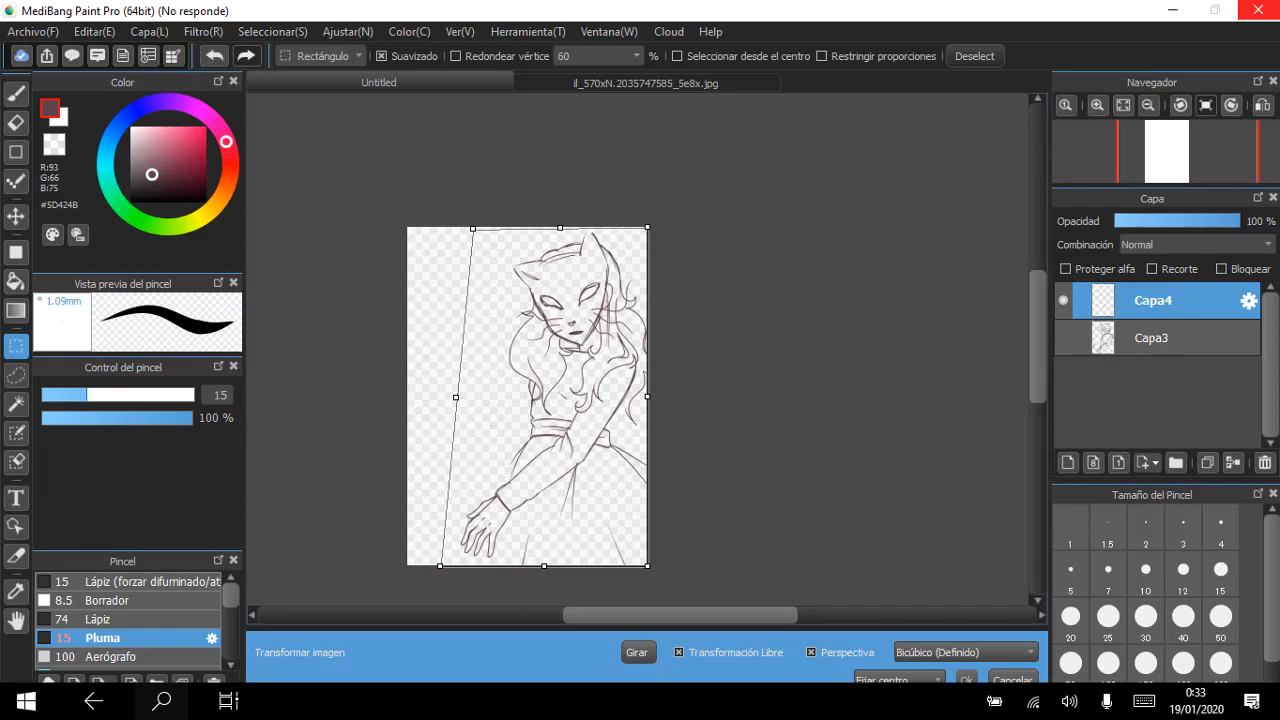 MediBang Paint Pro (64bit) (No responde)
Archivo(F) Editar(E) Capa(L) Filtro(R) Seleccionar(S) Ajustar(N) Color(C) Ver(V) Herramienta(T) Ventana(W) Cloud Help
Rectángulo Suavizado Redondear vértice 60 % Seleccionar desde el centro Restringir proporciones Deselect
Color
Untitled
il_570xN.2035747585_5e8x.jpg
Navegador
R:93
G:66
B:75
#5D424B
Capa
Opacidad 100 %
Combinación Normal
Proteger alfa Recorte Bloquear
Vista previa del pincel
* 1.09mm
Capa4
Capa3
Control del pincel
15
100 %
Tamaño del Pincel
1 1.5 2 3 4
5 7 10 12 15
20 25 30 40 50
Pincel
15 Lápiz (forzar difuminado/at
8.5 Borrador
74 Lápiz
15 Pluma
100 Aerógrafo
Transformar imagen Girar Transformación Libre Perspectiva Bicúbico (Definido)
Fijar centro Ok Cancelar
0:33
19/01/2020